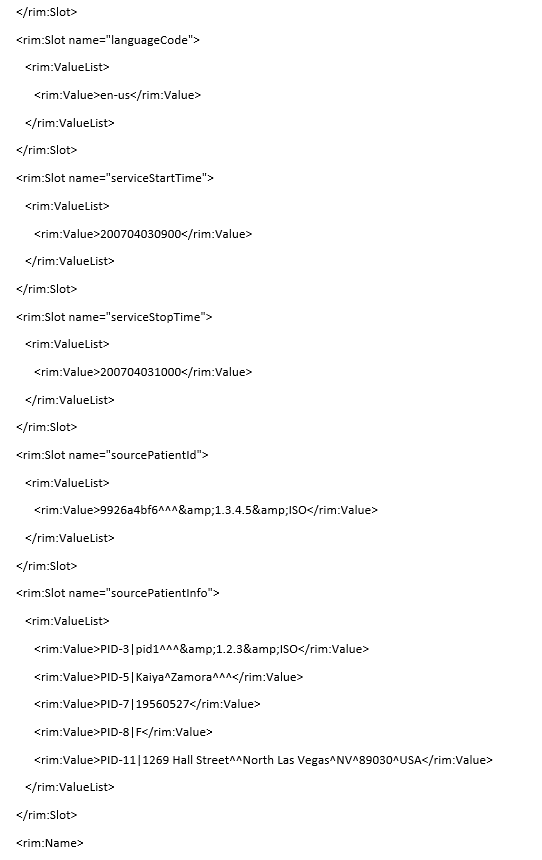 </rim:Slot>
<rim:Slot name="languageCode">
<rim:ValueList>
<rim:Value>en-us</rim:Value>
</rim:ValueList>
</rim:Slot>
<rim:Slot name="serviceStartTime">
<rim:ValueList>
<rim:Value>200704030900</rim:Value>
</rim:ValueList>
</rim:Slot>
<rim:Slot name="serviceStopTime">
<rim:ValueList>
<rim:Value>200704031000</rim:Value>
</rim:ValueList>
</rim:Slot>
<rim:Slot name="sourcePatientId">
<rim:ValueList>
<rim:Value>9926a4bf6^^^&amp;1.3.4.5&amp;ISO</rim:Value>
</rim:ValueList>
</rim:Slot>
<rim:Slot name="sourcePatientInfo">
<rim:ValueList>
<rim:Value>PID-3|pid1^^^&amp;1.2.3&amp;ISO</rim:Value>
<rim:Value>PID-5|Kaiya^Zamora^^^</rim:Value>
<rim:Value>PID-7|19560527</rim:Value>
<rim:Value>PID-8|F</rim:Value>
<rim:Value>PID-11|1269 Hall Street^^North Las Vegas^NV^89030^USA</rim:Value>
</rim:ValueList>
</rim:Slot>
<rim:Name>